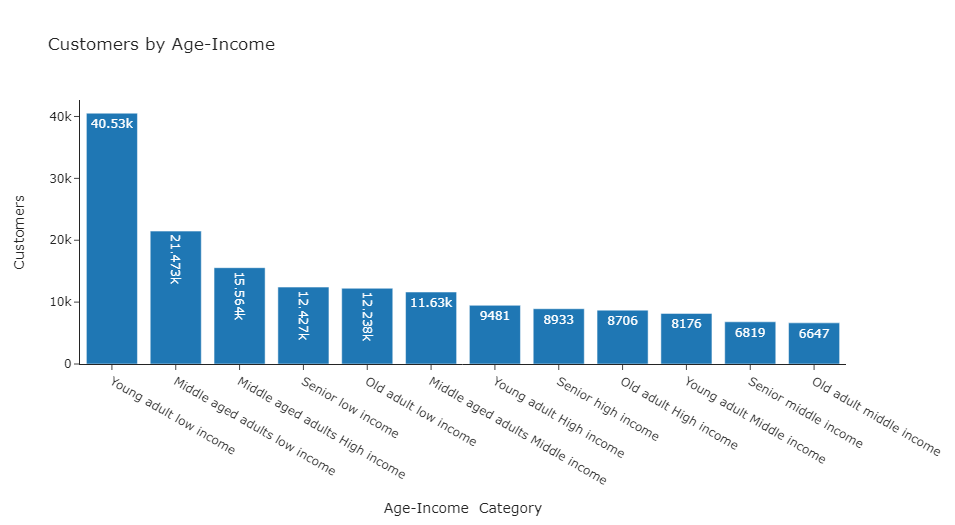 Customers by Age-Income
Customers
40k
30k
20k
10k
0
40.53k
21.473k
15.564k
12.427k
12.238k
11.63k
9481
8933
8706
8176
6819
6647
Young adult low income
Middle aged adults low income
Middle aged adults High income
Senior low income
Old adult low income
Middle aged adults Middle income
Young adult High income
Senior high income
Old adult High income
Young adult Middle income
Senior middle income
Old adult middle income
Age-Income  Category